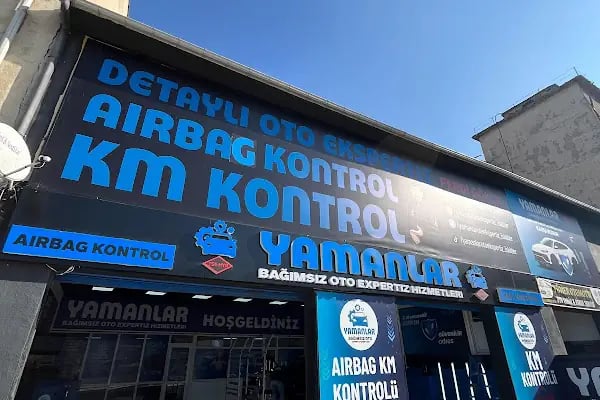 DETAYLI OTO EKSPERTİZ
AIRBAG KONTROL
KM KONTROL
YAMANLAR
BAĞIMSIZ OTO EXPERTİZ HİZMETLERİ
AIRBAG KONTROL
YAMANLAR
BAĞIMSIZ OTO EXPERTİZ HİZMETLERİ
HOŞGELDİNİZ
YAMANLAR
AIRBAG KM
KONTROLÜ
YAMANLAR
KM
KONTROLÜ
YAMANLAR